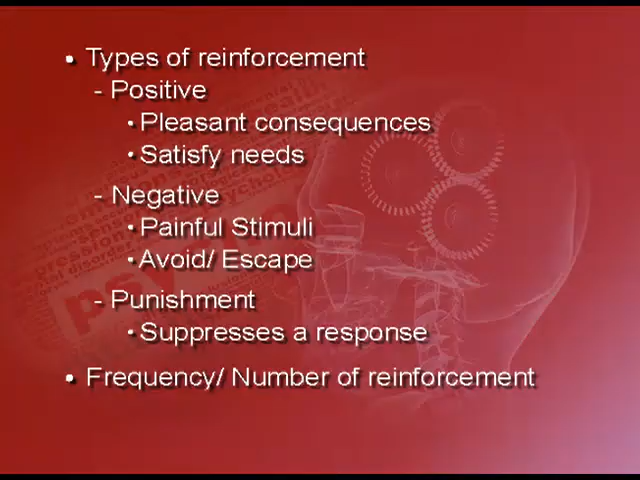 • Types of reinforcement
- Positive
• Pleasant consequences
• Satisfy needs
- Negative
• Painful Stimuli
• Avoid/ Escape
- Punishment
• Suppresses a response
• Frequency/ Number of reinforcement